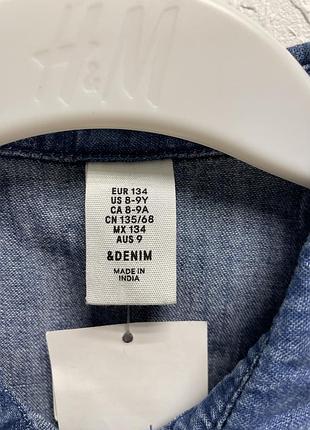 H&M
EUR 134
US 8-9Y
CA 8-9A
CN 135/68
MX 134
AUS 9
&DENIM
MADE IN
INDIA